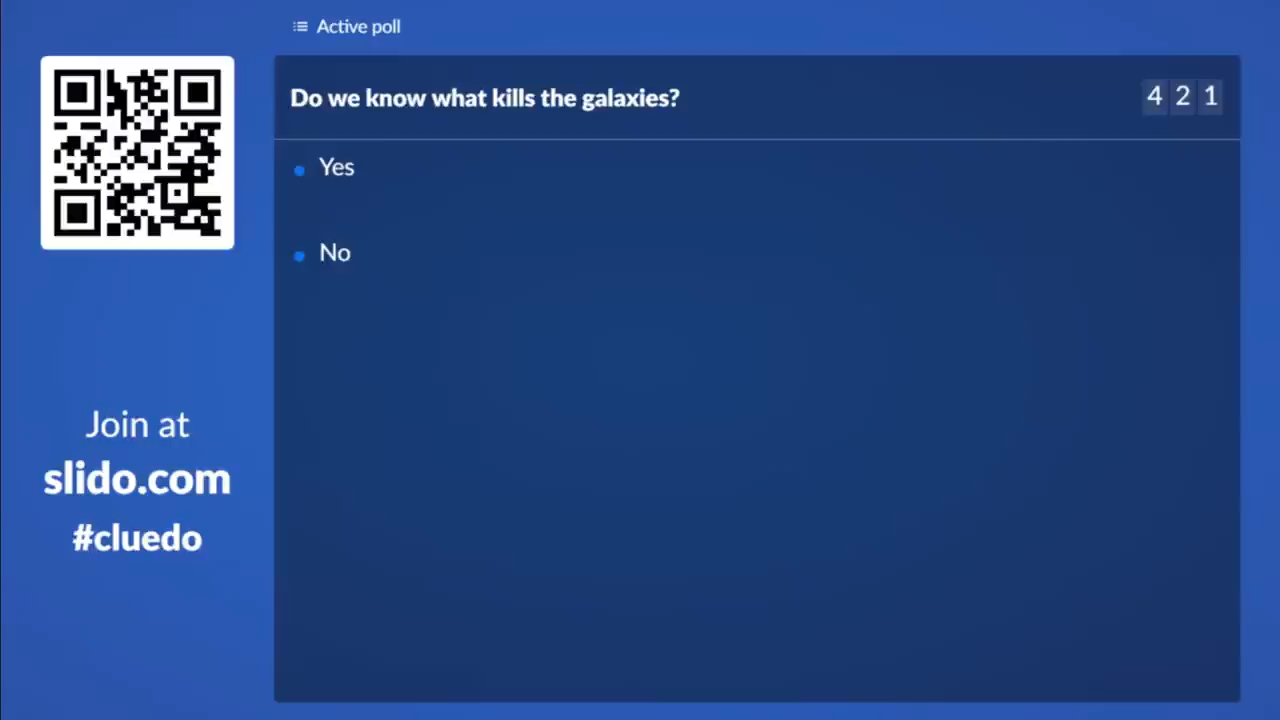 Active poll
Do we know what kills the galaxies?
4 2 1
Yes
No
Join at
slido.com
#cluedo